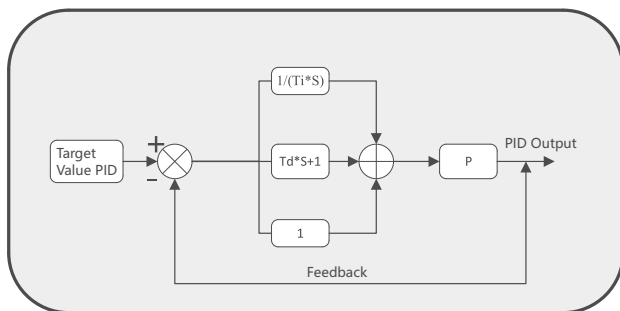 1/(Ti*S)
+
Target
Value PID
−
Td*S+1
P
PID Output
1
Feedback